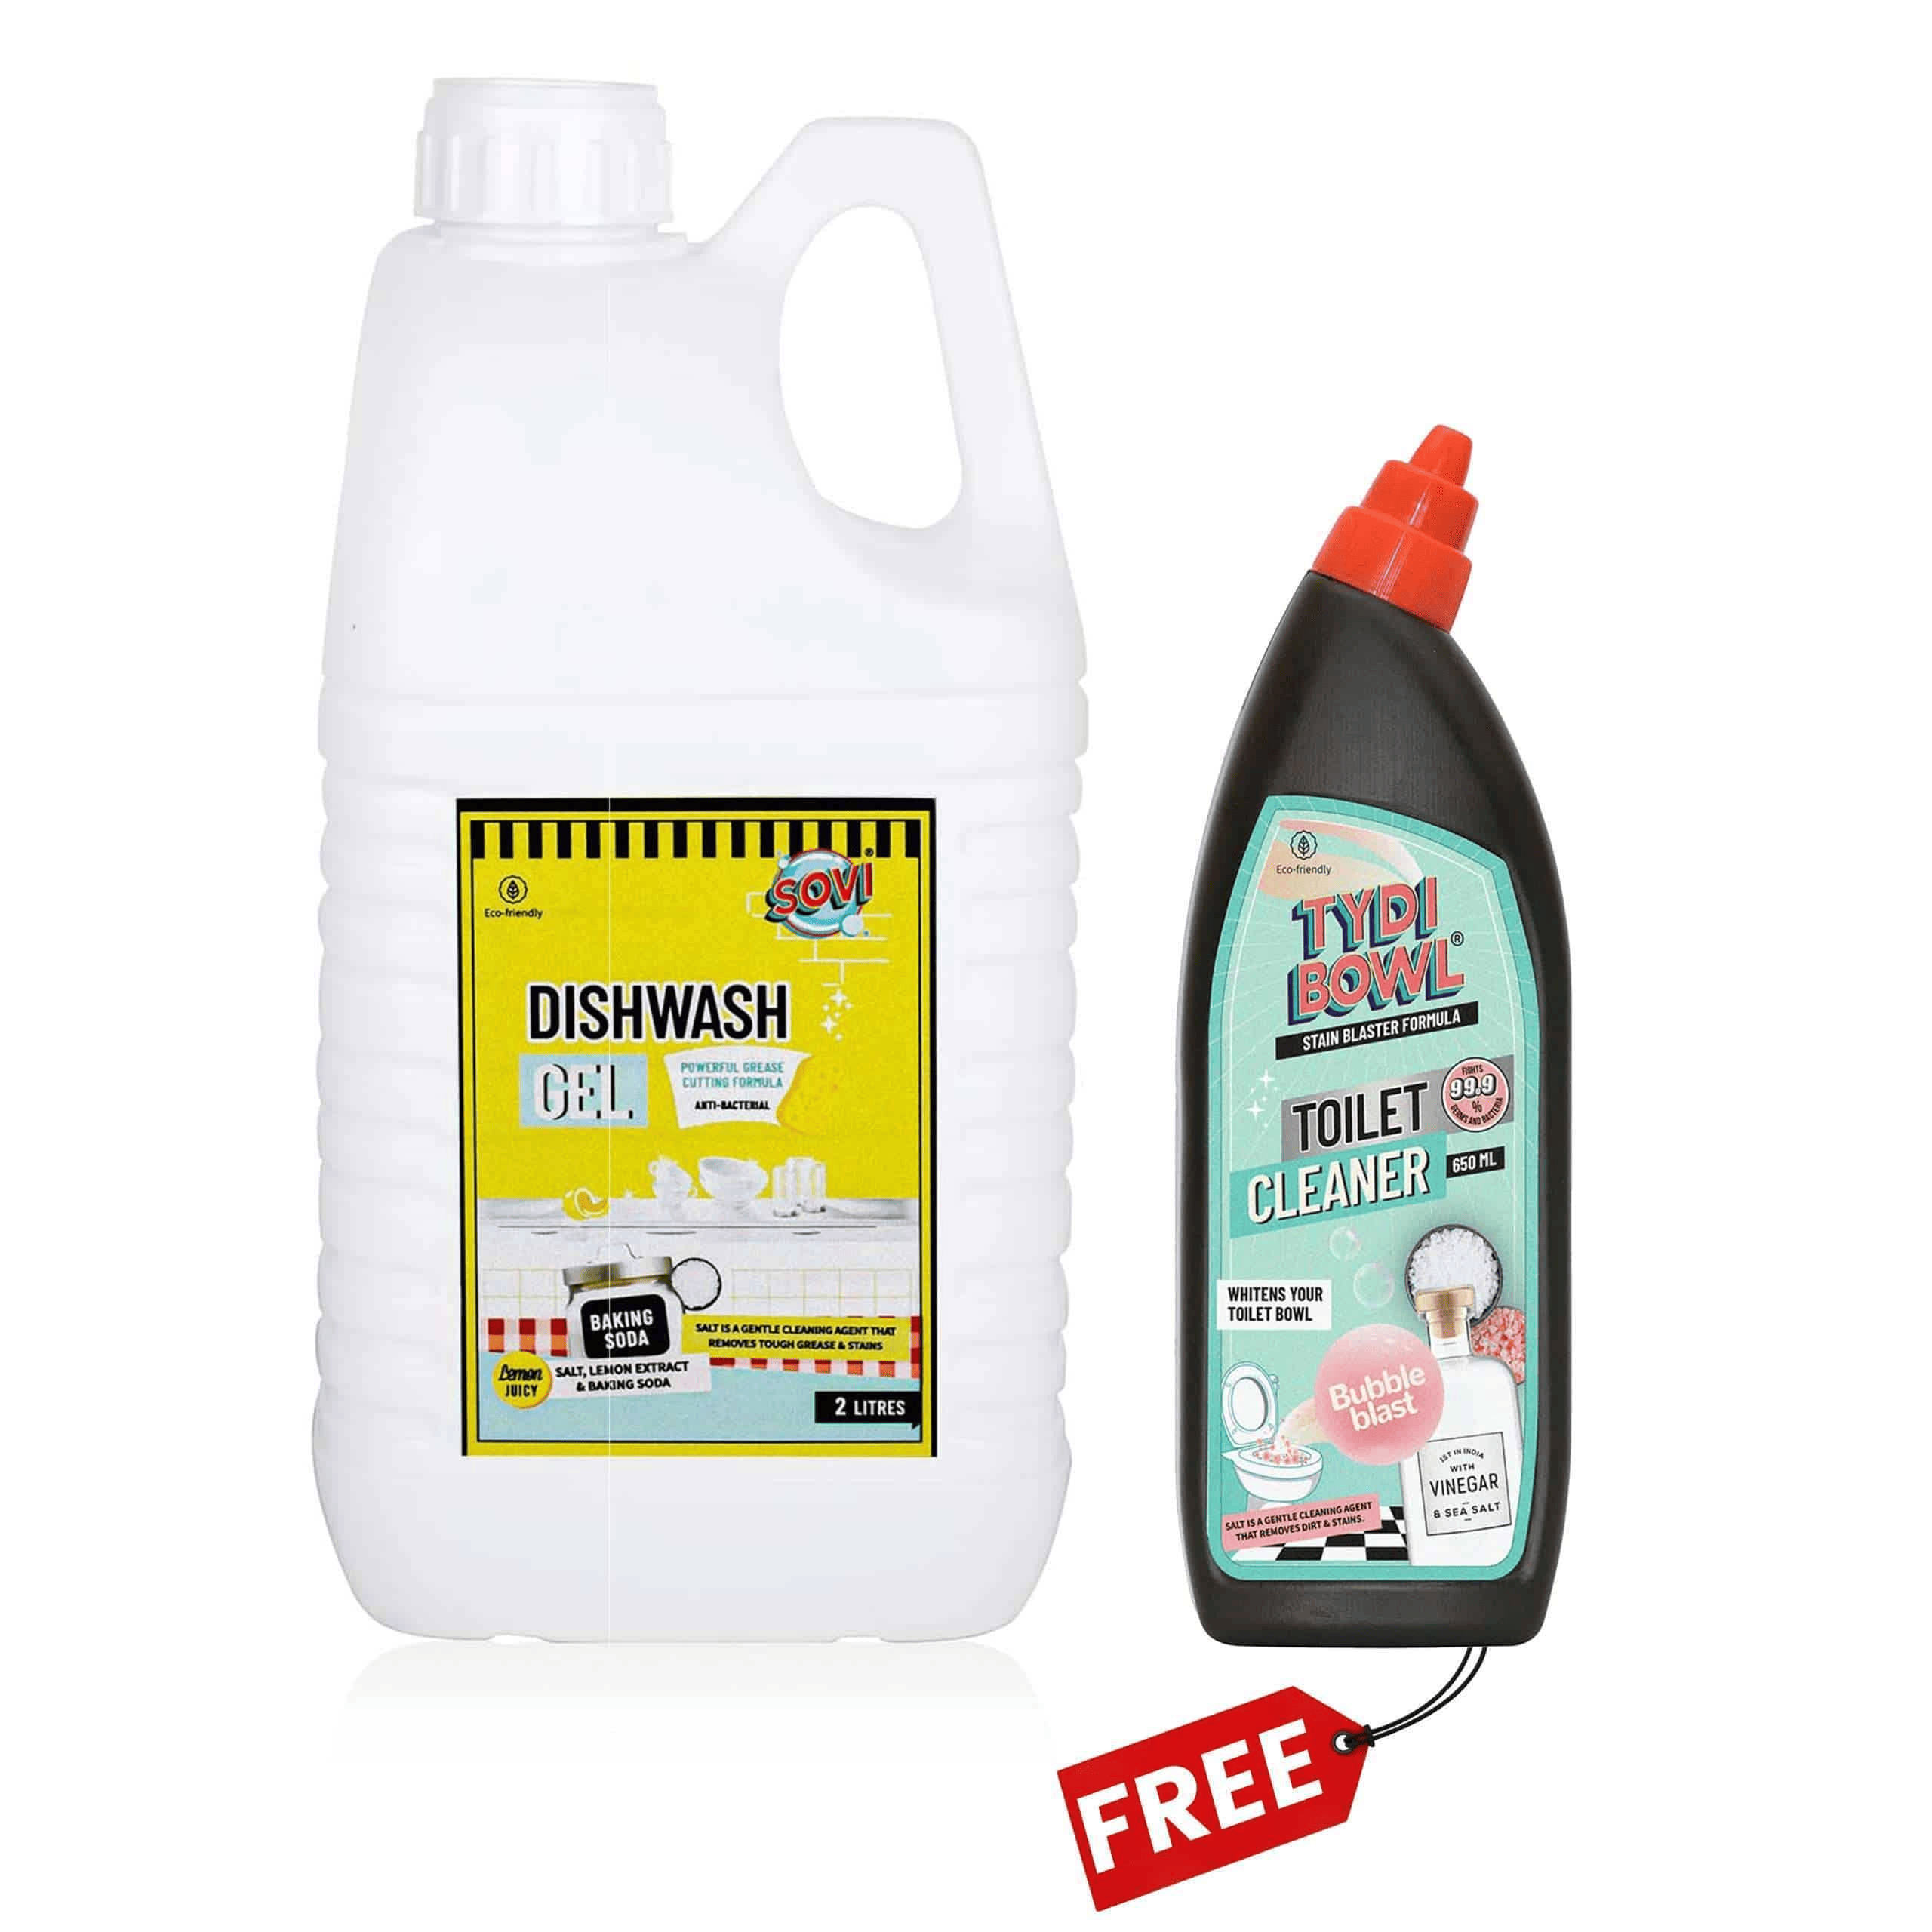 Eco-friendly
SOVI®
DISHWASH
GEL
POWERFUL GREASE
CUTTING FORMULA
ANTI-BACTERIAL
BAKING
SODA
SALT IS A GENTLE CLEANING AGENT THAT
REMOVES TOUGH GREASE & STAINS
Lemon
JUICY
SALT, LEMON EXTRACT
& BAKING SODA
2 LITRES
Eco-friendly
TYDI
BOWL®
STAIN BLASTER FORMULA
FIGHTS
99.9
%
GERMS AND BACTERIA
TOILET
CLEANER
650 ML
WHITENS YOUR
TOILET BOWL
Bubble
blast
1ST IN INDIA
WITH
VINEGAR
& SEA SALT
SALT IS A GENTLE CLEANING AGENT
THAT REMOVES DIRT & STAINS.
FREE